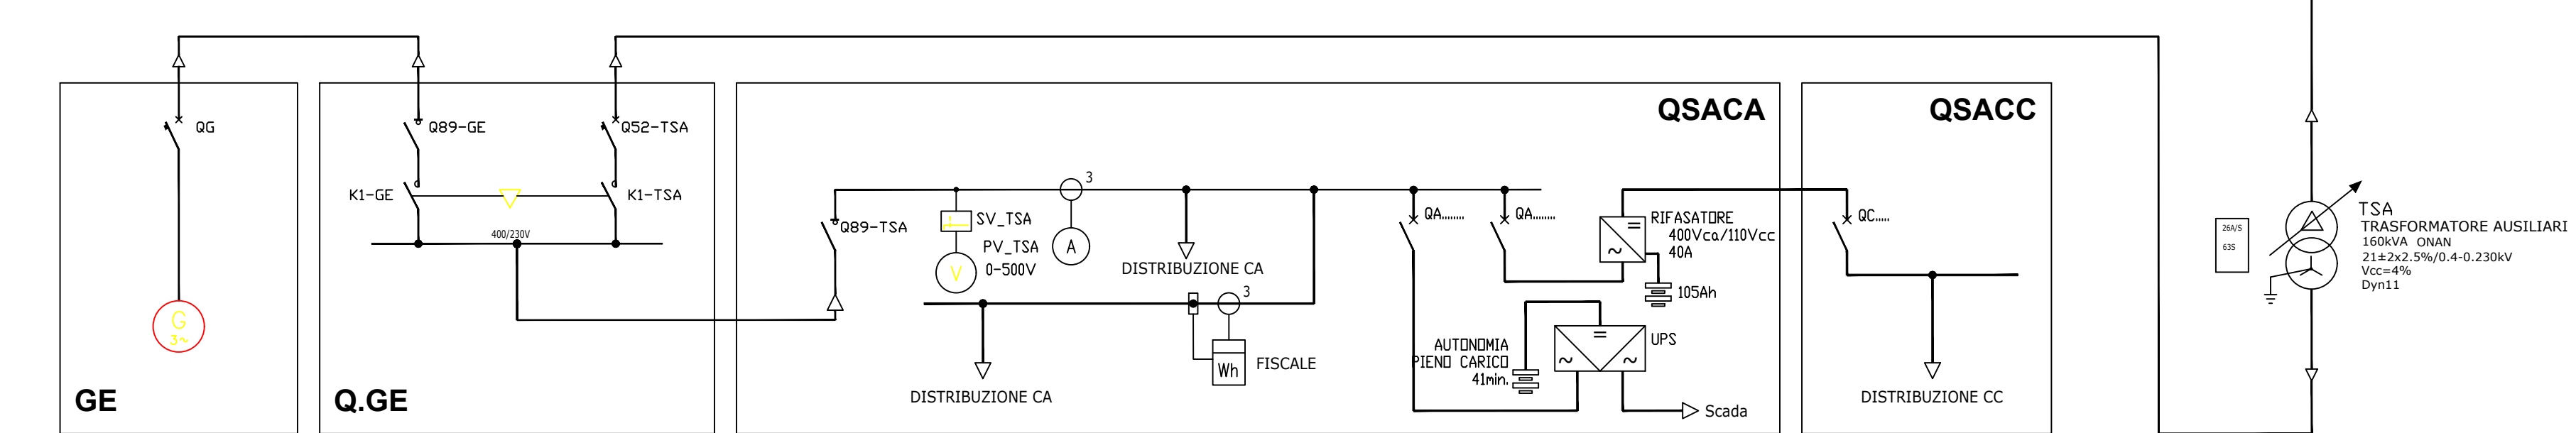 QG
G
3~
GE
Q89-GE
Q52-TSA
K1-GE
K1-TSA
400/230V
Q.GE
QSACA
Q89-TSA
SV_TSA
PV_TSA
0-500V
V
3
A
DISTRIBUZIONE CA
3
Wh
FISCALE
DISTRIBUZIONE CA
QA........
QA........
RIFASATORE
400Vca/110Vcc
40A
105Ah
UPS
AUTONOMIA
PIENO CARICO
41min.
Scada
QSACC
QC.....
DISTRIBUZIONE CC
26A/S
63S
TSA
TRASFORMATORE AUSILIARI
160kVA ONAN
21±2x2.5%/0.4-0.230kV
Vcc=4%
Dyn11